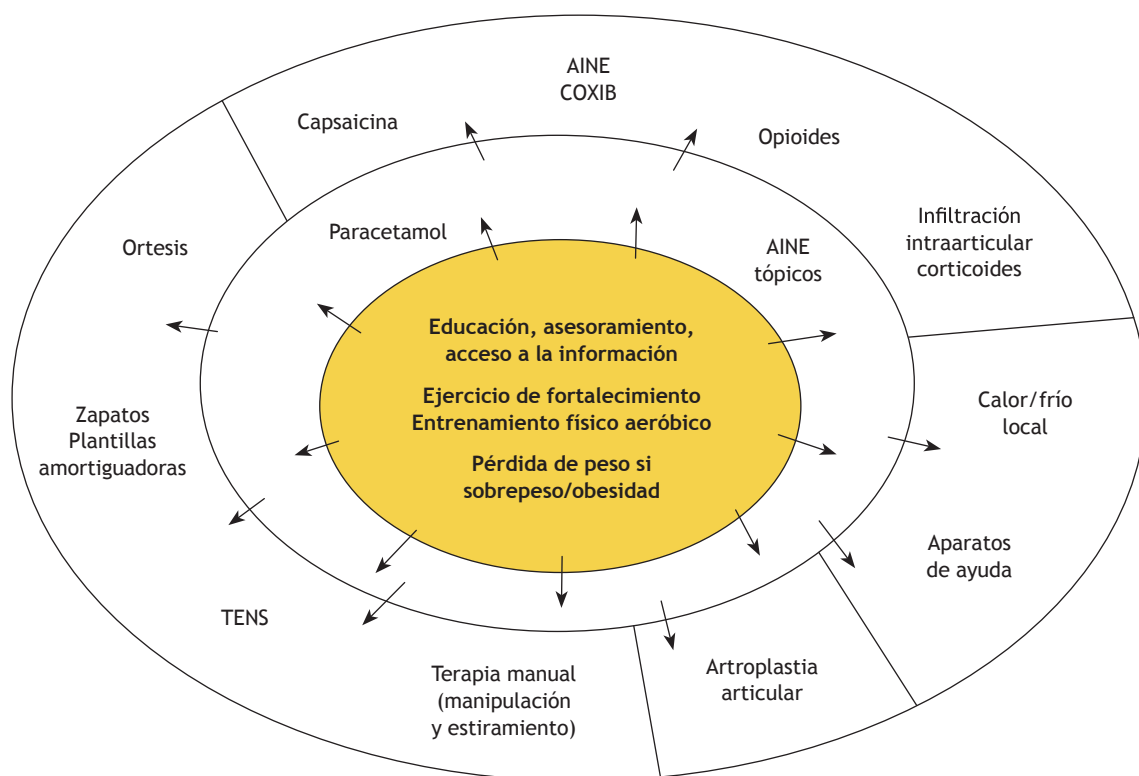 AINE
COXIB
Capsaicina
Opioides
Infiltración
intraarticular
corticoides
Ortesis
Paracetamol
AINE
tópicos
Educación, asesoramiento,
acceso a la información
Ejercicio de fortalecimiento
Entrenamiento físico aeróbico
Pérdida de peso si
sobrepeso/obesidad
Zapatos
Plantillas
amortiguadoras
Calor/frío
local
Aparatos
de ayuda
TENS
Terapia manual
(manipulación
y estiramiento)
Artroplastia
articular